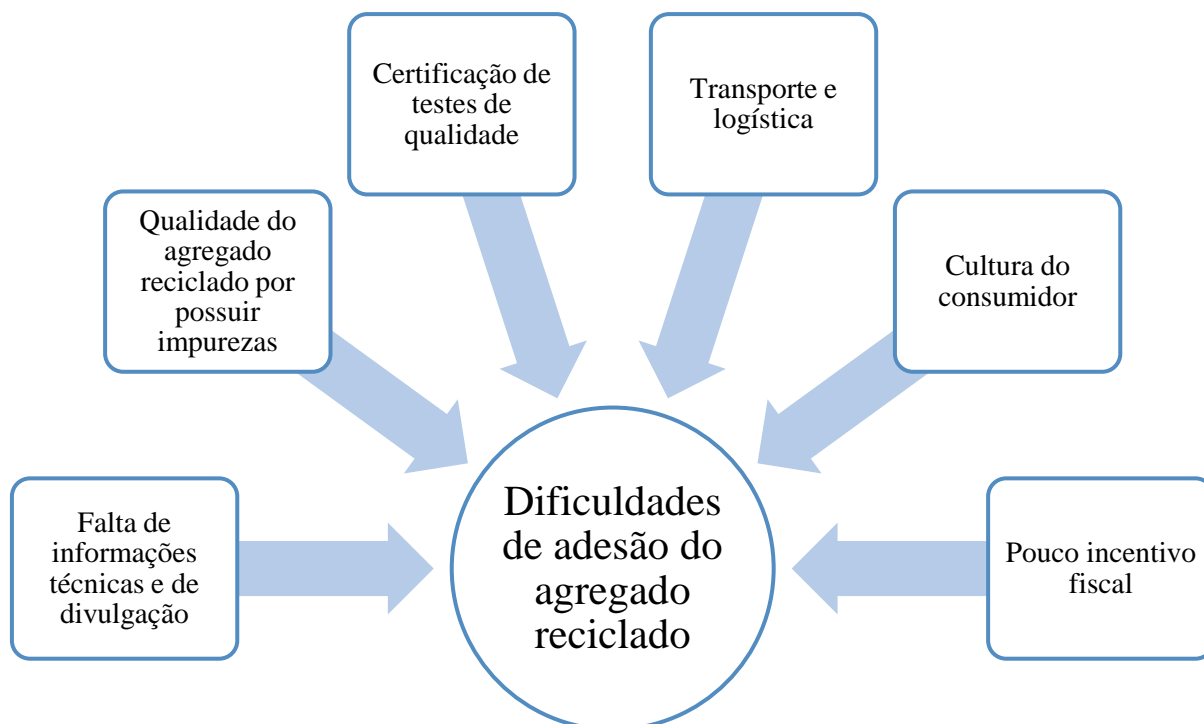 Certificação de
testes de
qualidade
Transporte e
logística
Qualidade do
agregado
reciclado por
possuir
impurezas
Cultura do
consumidor
Falta de
informações
técnicas e de
divulgação
Dificuldades
de adesão do
agregado
reciclado
Pouco incentivo
fiscal